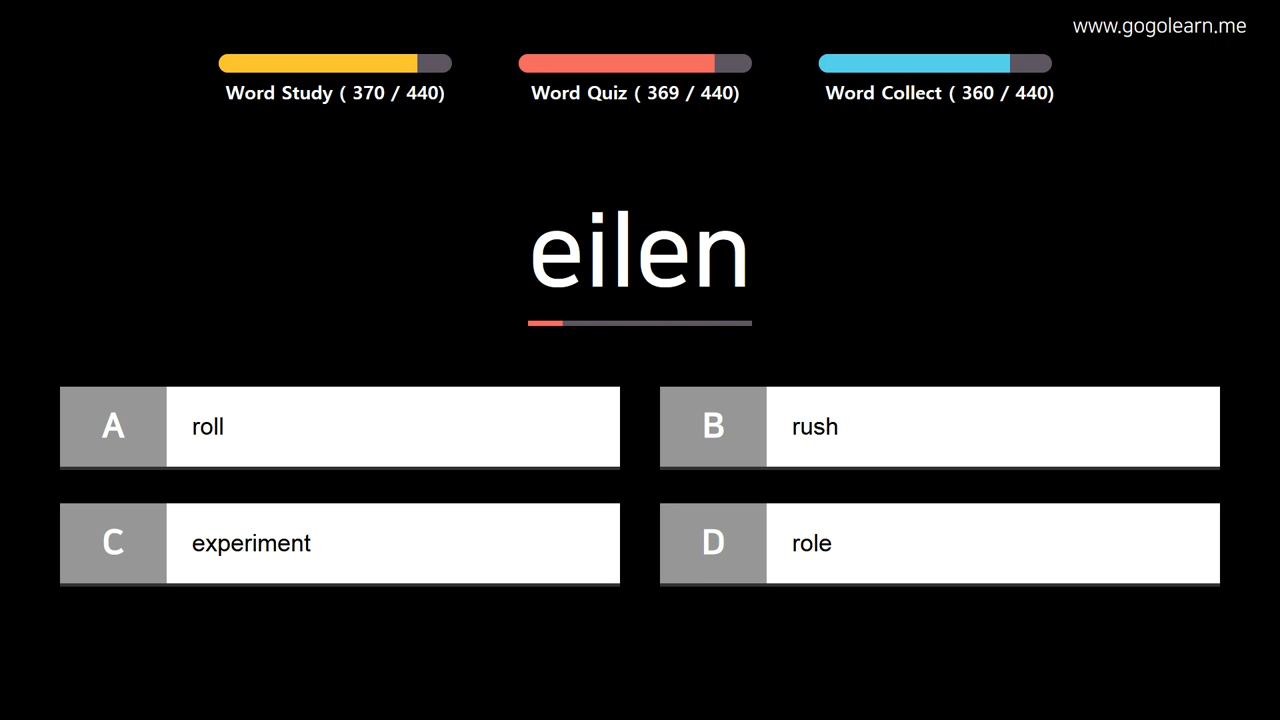 www.gogolearn.me
Word Study ( 370 / 440)
Word Quiz ( 369 / 440)
Word Collect ( 360 / 440)
eilen
A
roll
B
rush
C
experiment
D
role